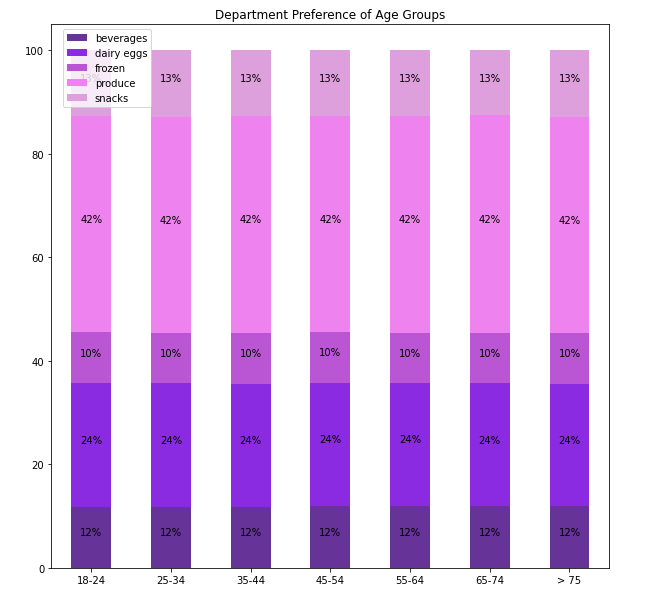 Department Preference of Age Groups
beverages
dairy eggs
frozen
produce
snacks
100
80
60
40
20
0
13% 13% 13% 13% 13% 13% 13%
42% 42% 42% 42% 42% 42% 42%
10% 10% 10% 10% 10% 10% 10%
24% 24% 24% 24% 24% 24% 24%
12% 12% 12% 12% 12% 12% 12%
18-24 25-34 35-44 45-54 55-64 65-74 > 75